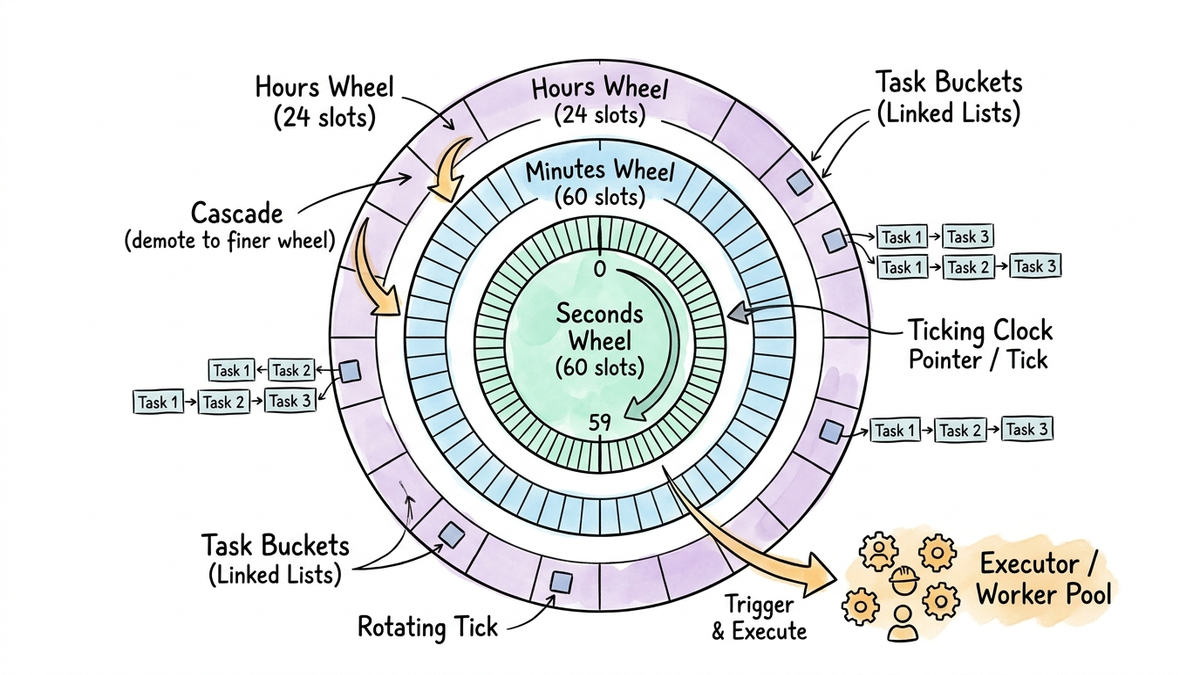 Hours Wheel
(24 slots)
Hours Wheel
(24 slots)
Task Buckets
(Linked Lists)
Minutes Wheel
(60 slots)
Cascade
(demote to finer wheel)
Task 1 Task 3
Task 1 Task 2 Task 3
0
Seconds
Wheel
(60 slots)
59
Ticking Clock
Pointer / Tick
Task 1 Task 2
Task 1 Task 2 Task 3
Task 1 Task 2 Task 3
Task Buckets
(Linked Lists)
Rotating Tick
Trigger
& Execute
Executor /
Worker Pool